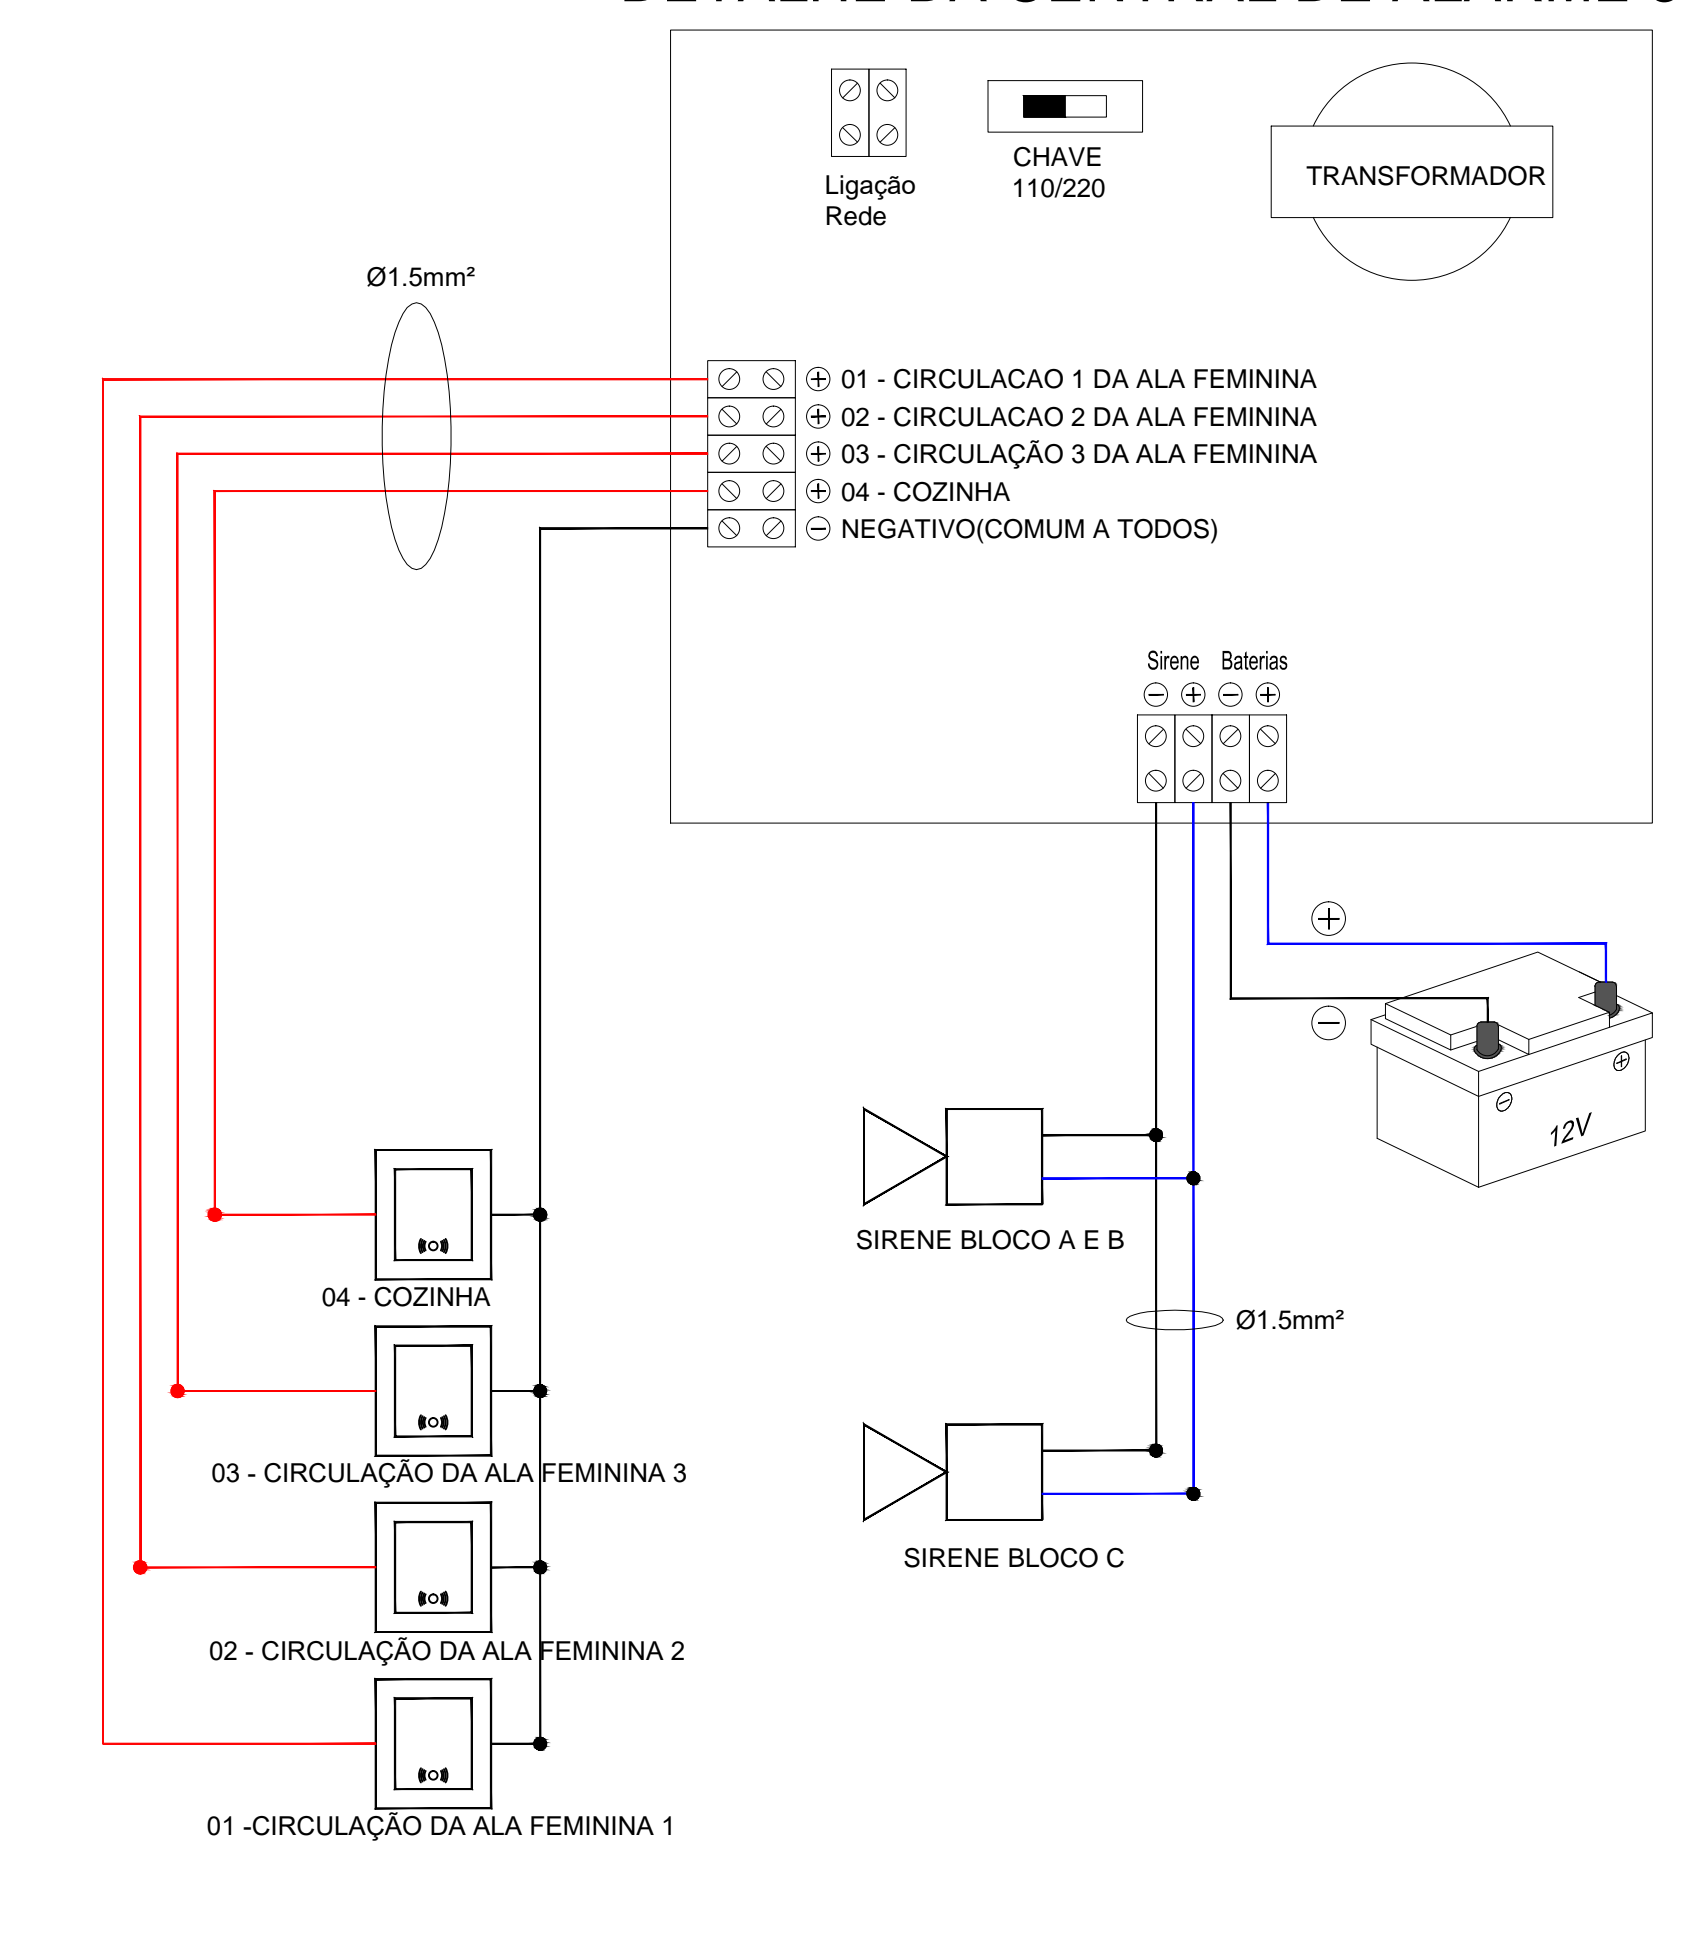 CHAVE
110/220
Ligação
Rede
TRANSFORMADOR
Ø1.5mm²
01 - CIRCULACAO 1 DA ALA FEMININA
02 - CIRCULACAO 2 DA ALA FEMININA
03 - CIRCULAÇÃO 3 DA ALA FEMININA
04 - COZINHA
NEGATIVO(COMUM A TODOS)
Sirene Baterias
12V
SIRENE BLOCO A E B
04 - COZINHA
Ø1.5mm²
03 - CIRCULAÇÃO DA ALA FEMININA 3
SIRENE BLOCO C
02 - CIRCULAÇÃO DA ALA FEMININA 2
01 -CIRCULAÇÃO DA ALA FEMININA 1